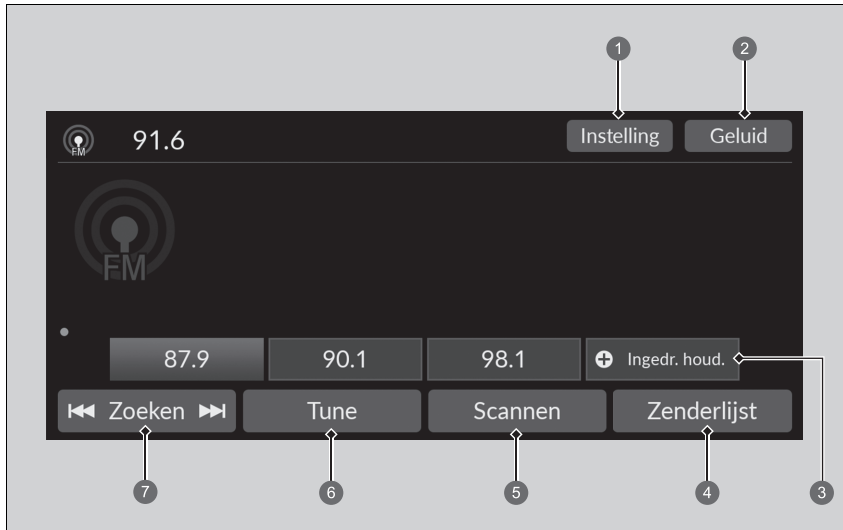 1 2
FM 91.6 Instelling Geluid
FM
87.9 90.1 98.1 Ingedr. houd.
Zoeken Tune Scannen Zenderlijst
7 6 5 4 3